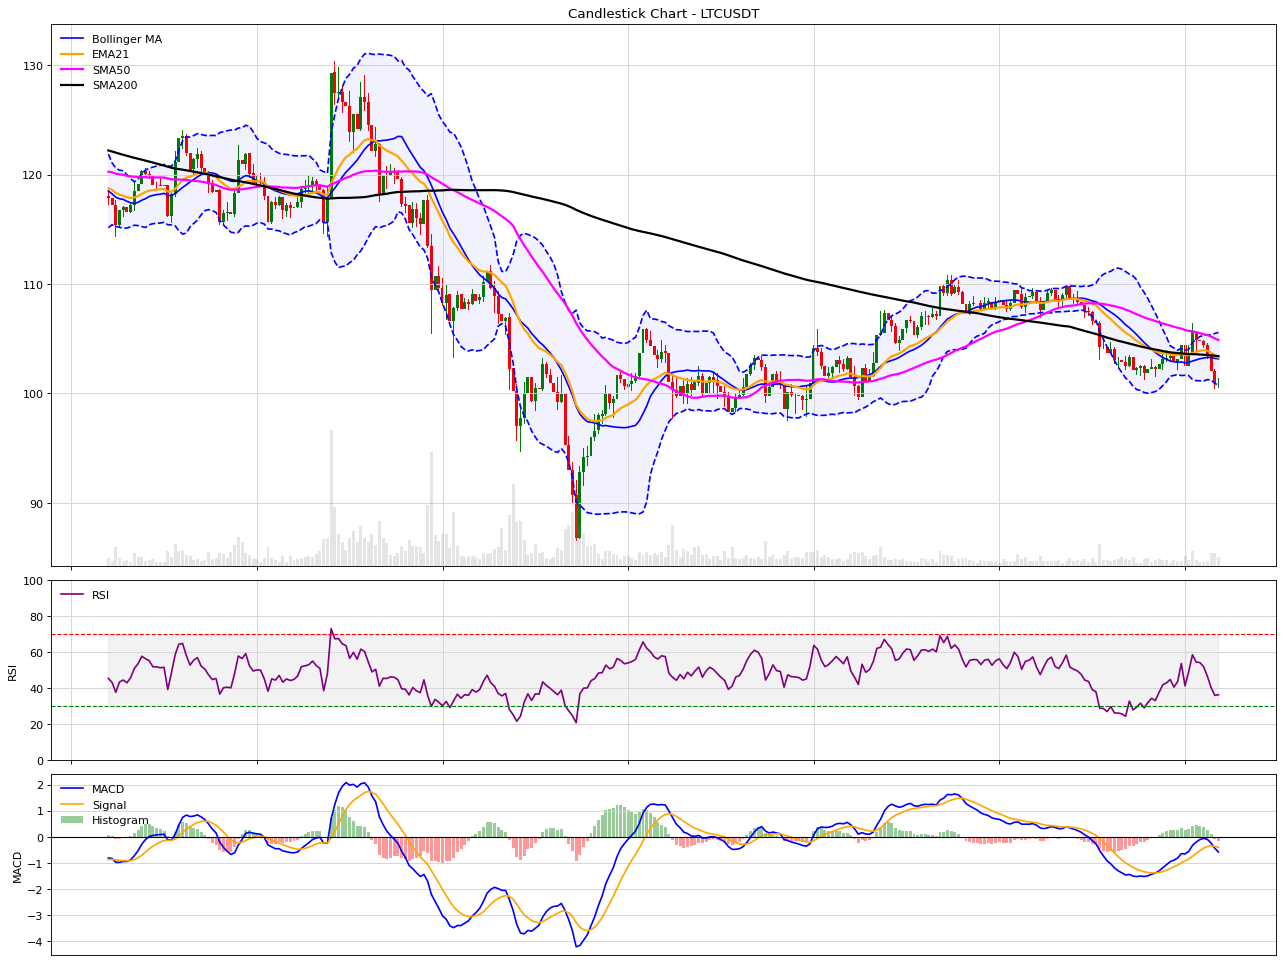 Candlestick Chart - LTCUSDT
Bollinger MA
EMA21
SMA50
SMA200
130
120
110
100
90
RSI
100
80
60
40
20
0
RSI
MACD
Signal
Histogram
2
1
0
−1
−2
−3
−4
MACD